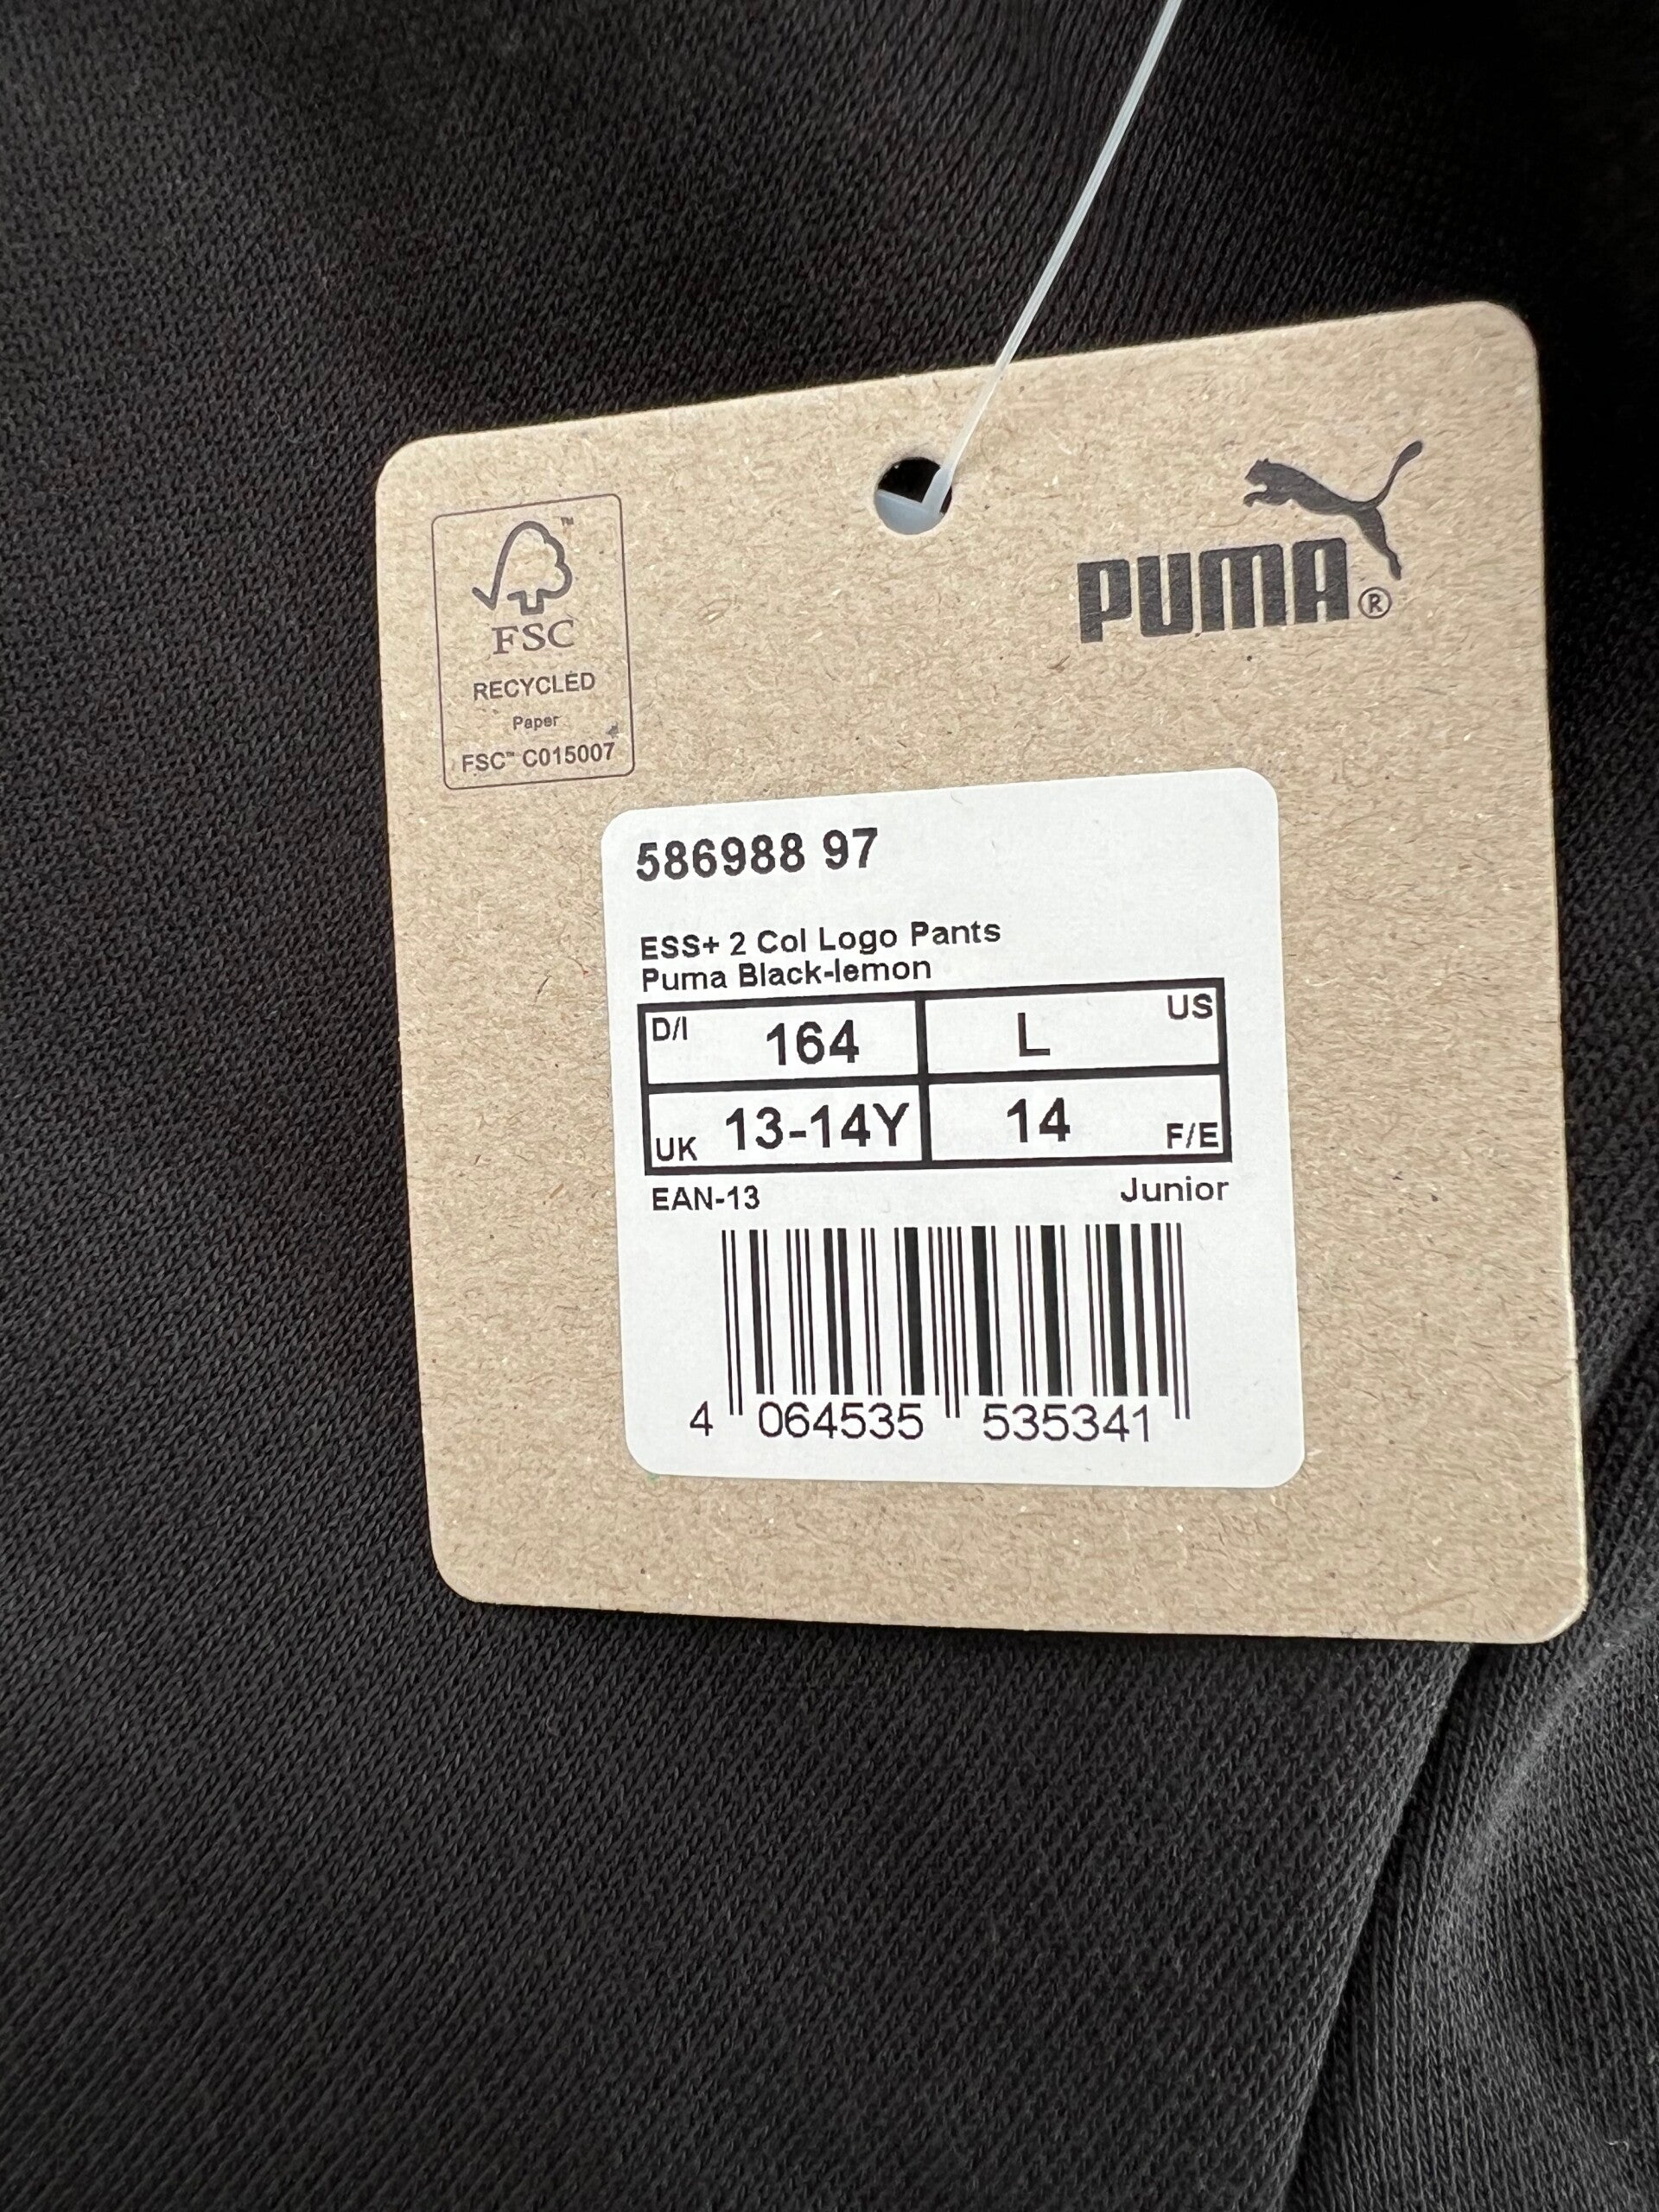 FSC™
RECYCLED
Paper
FSC™ C015007
PUMA®
586988 97
ESS+ 2 Col Logo Pants
Puma Black-lemon
D/I 164 L US
UK 13-14Y 14 F/E
EAN-13 Junior
4 064535 535341